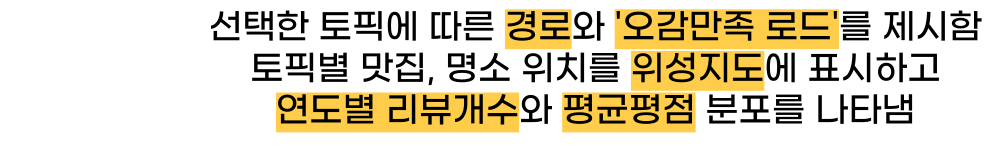 선택한 토픽에 따른 경로와 '오감만족 로드'를 제시함
토픽별 맛집, 명소 위치를 위성지도에 표시하고
연도별 리뷰개수와 평균평점 분포를 나타냄